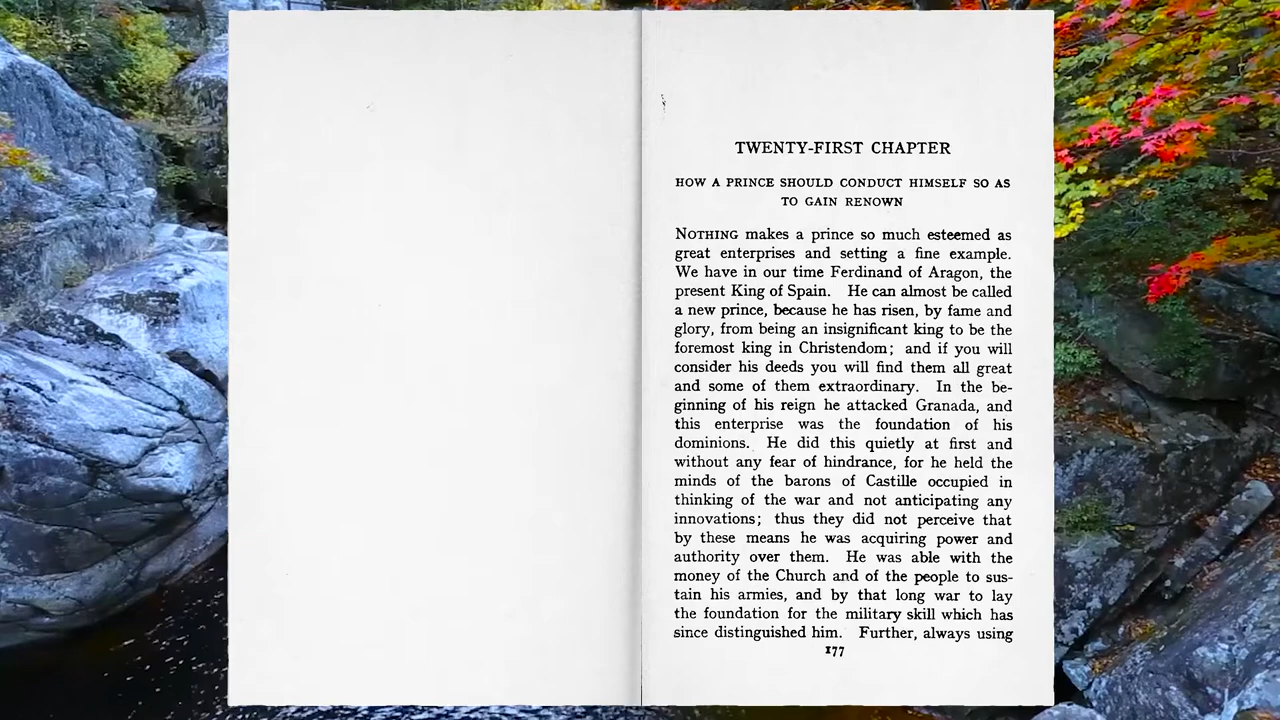 TWENTY-FIRST CHAPTER
HOW A PRINCE SHOULD CONDUCT HIMSELF SO AS
TO GAIN RENOWN
NOTHING makes a prince so much esteemed as
great enterprises and setting a fine example.
We have in our time Ferdinand of Aragon, the
present King of Spain. He can almost be called
a new prince, because he has risen, by fame and
glory, from being an insignificant king to be the
foremost king in Christendom; and if you will
consider his deeds you will find them all great
and some of them extraordinary. In the be-
ginning of his reign he attacked Granada, and
this enterprise was the foundation of his
dominions. He did this quietly at first and
without any fear of hindrance, for he held the
minds of the barons of Castille occupied in
thinking of the war and not anticipating any
innovations; thus they did not perceive that
by these means he was acquiring power and
authority over them. He was able with the
money of the Church and of the people to sus-
tain his armies, and by that long war to lay
the foundation for the military skill which has
since distinguished him. Further, always using
177